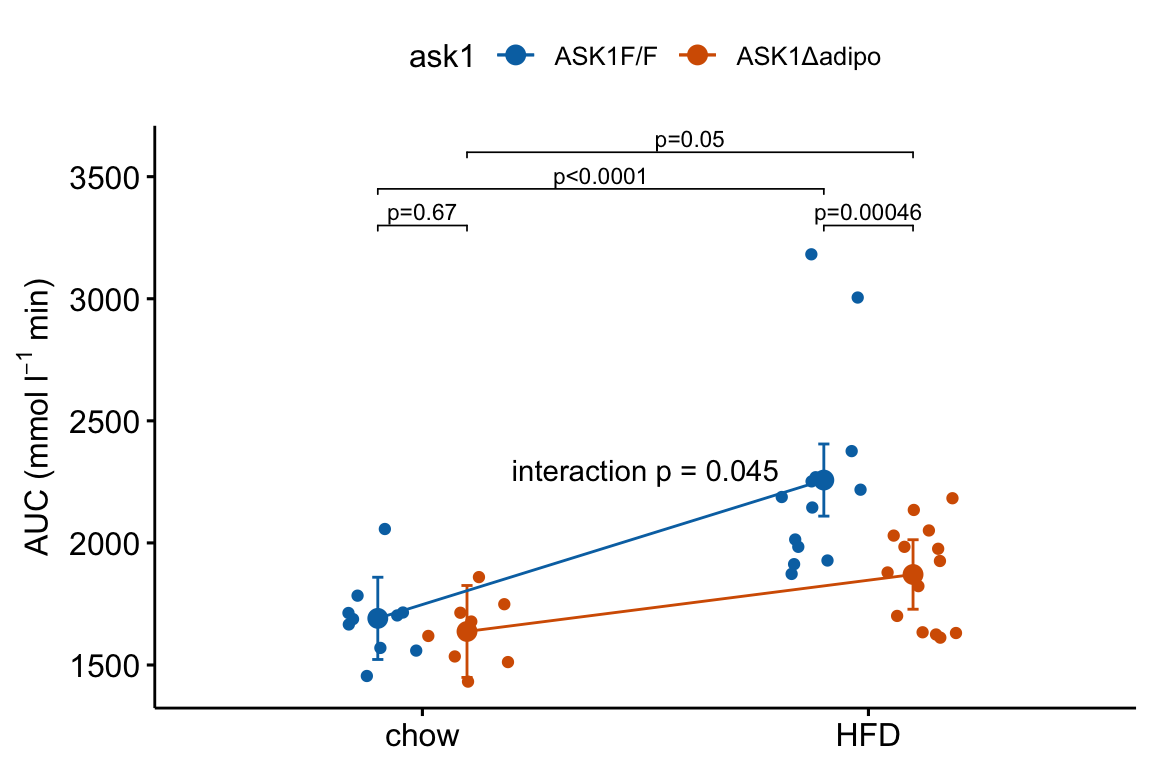 ask1 ASK1F/F ASK1Δadipo
p=0.05
p<0.0001
p=0.67 p=0.00046
3500
3000
2500
2000
1500
AUC (mmol l⁻¹ min)
interaction p = 0.045
chow HFD